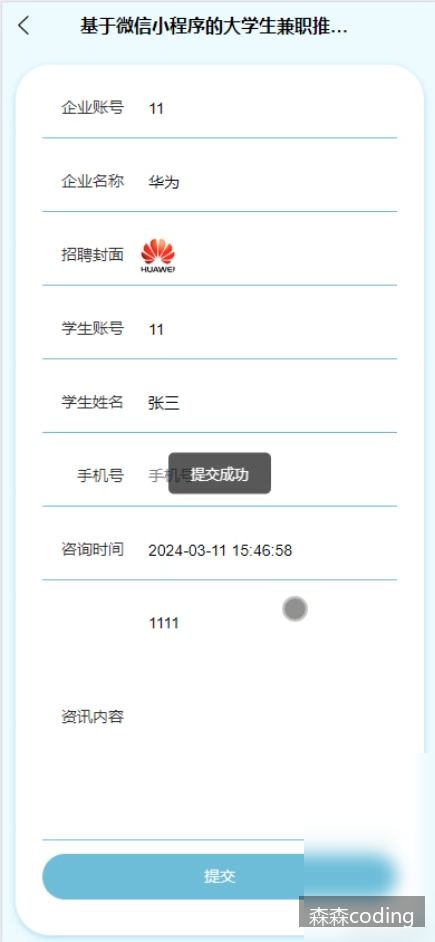 基于微信小程序的大学生兼职推...
企业账号 11
企业名称 华为
招聘封面 HUAWEI
学生账号 11
学生姓名 张三
手机号 手机号
提交成功
咨询时间 2024-03-11 15:46:58
1111
资讯内容
提交
森森coding